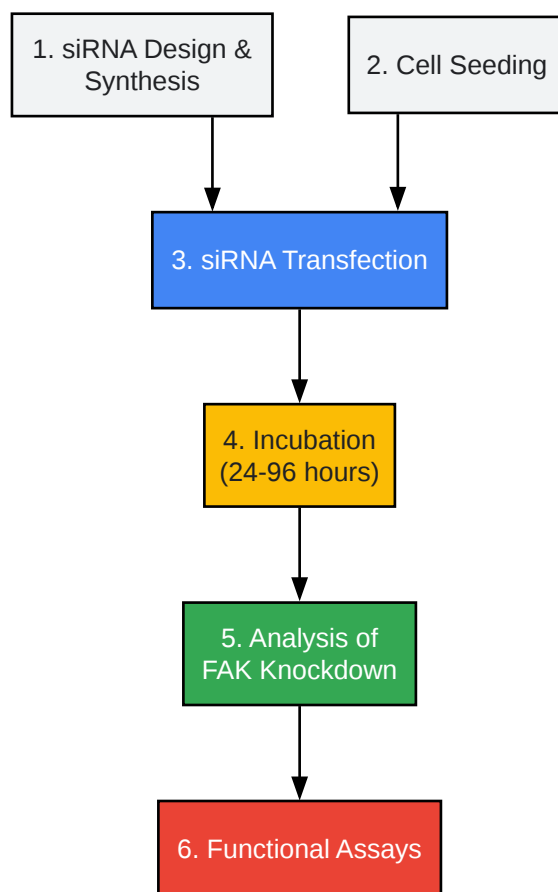 1. siRNA Design &
Synthesis
2. Cell Seeding
3. siRNA Transfection
4. Incubation
(24-96 hours)
5. Analysis of
FAK Knockdown
6. Functional Assays